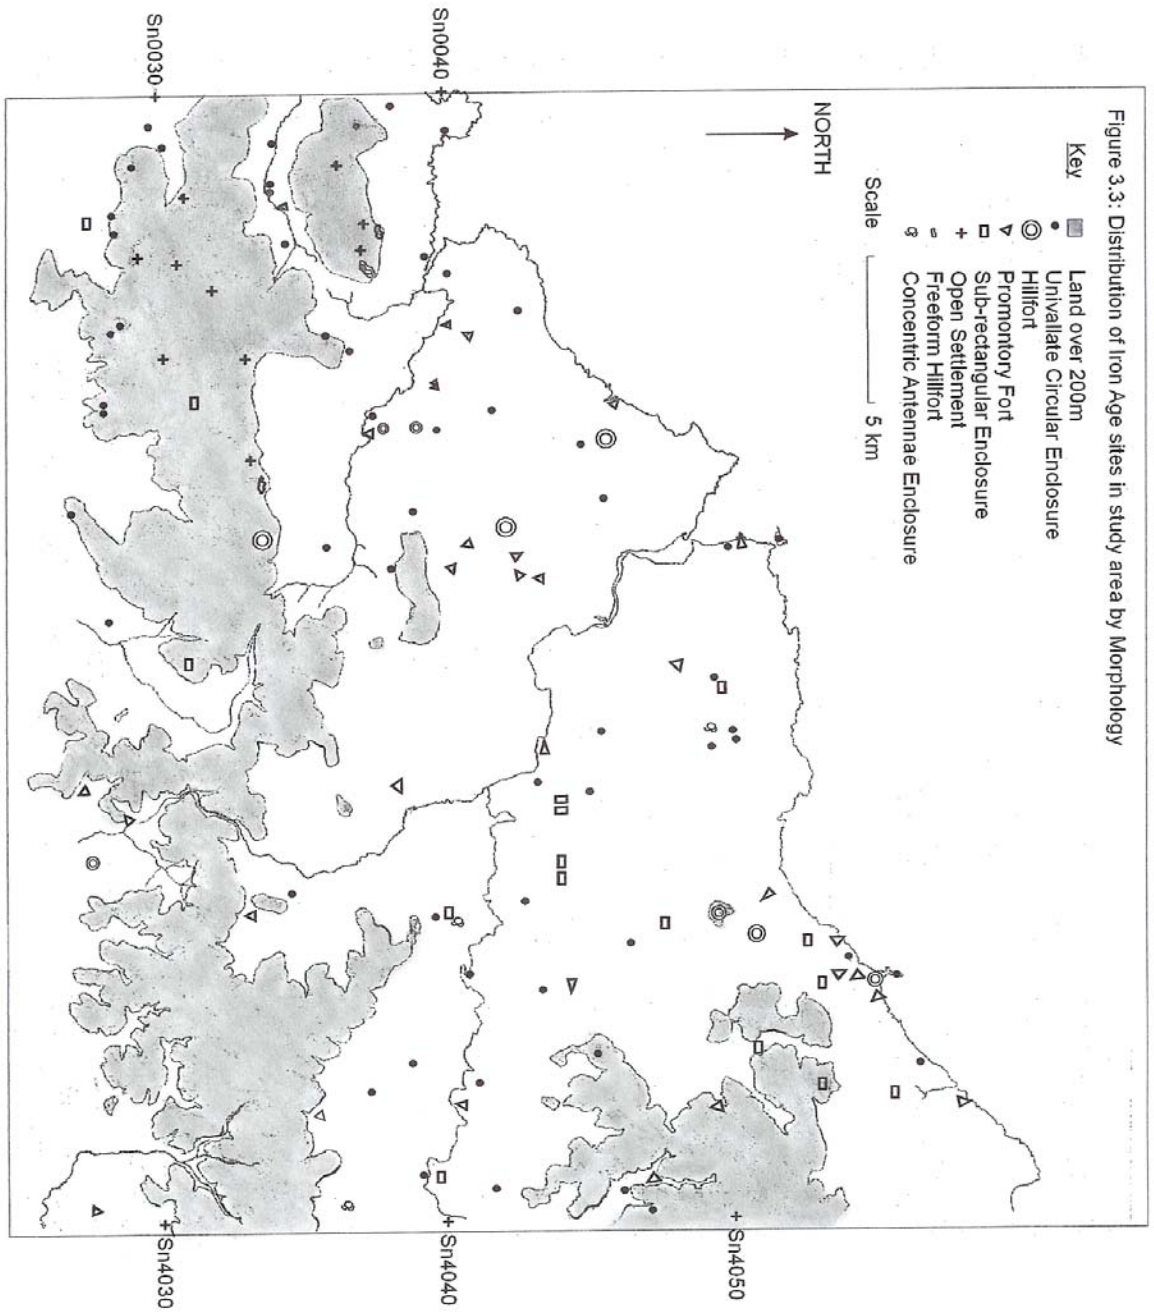 Figure 3.3: Distribution of Iron Age sites in study area by Morphology
Key
Land over 200m
Univallate Circular Enclosure
Hillfort
Promontory Fort
Sub-rectangular Enclosure
Open Settlement
Freeform Hillfort
Concentric Antennae Enclosure
Scale
5 km
NORTH
Sn0040
Sn0030
Sn4050
Sn4040
Sn4030